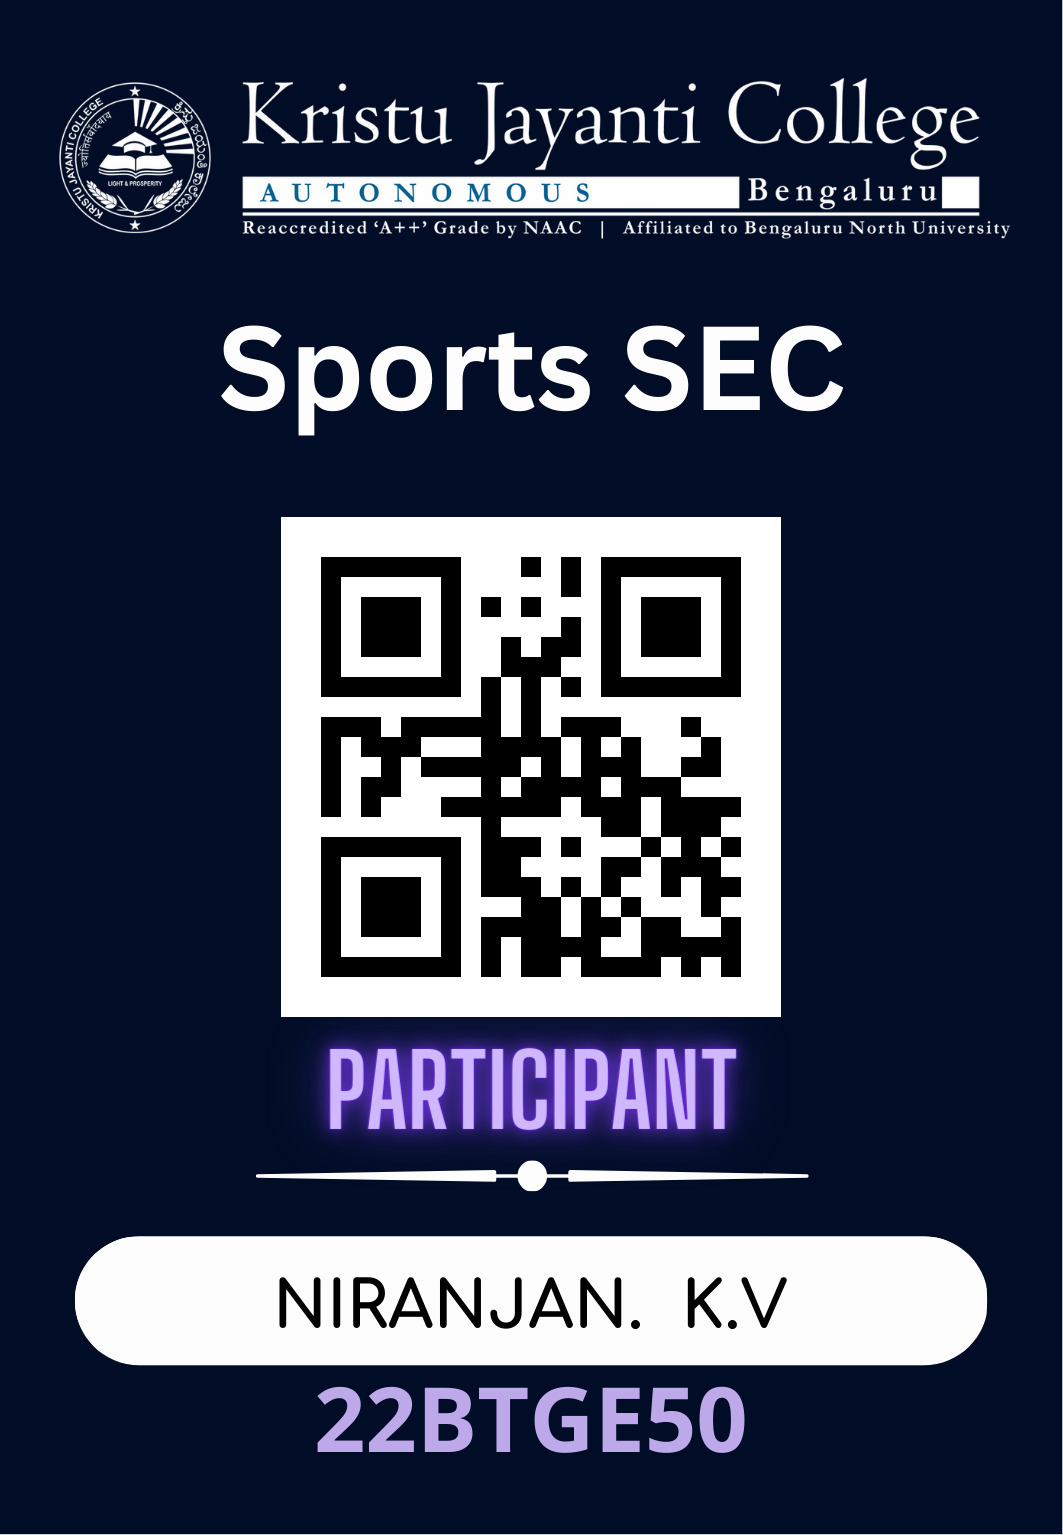 KRISTU JAYANTI COLLEGE
ಕ್ರಿಸ್ತು ಜಯಂತಿ ಕಾಲೇಜು
LIGHT & PROSPERITY
Kristu Jayanti College
AUTONOMOUS Bengaluru
Reaccredited ‘A++’ Grade by NAAC | Affiliated to Bengaluru North University
Sports SEC
PARTICIPANT
NIRANJAN. K.V
22BTGE50